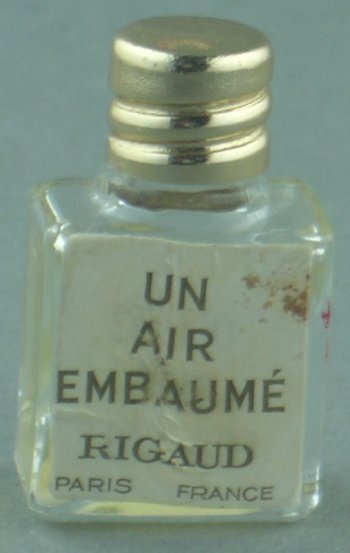 UN
AIR
EMBAUMÉ
RIGAUD
PARIS FRANCE